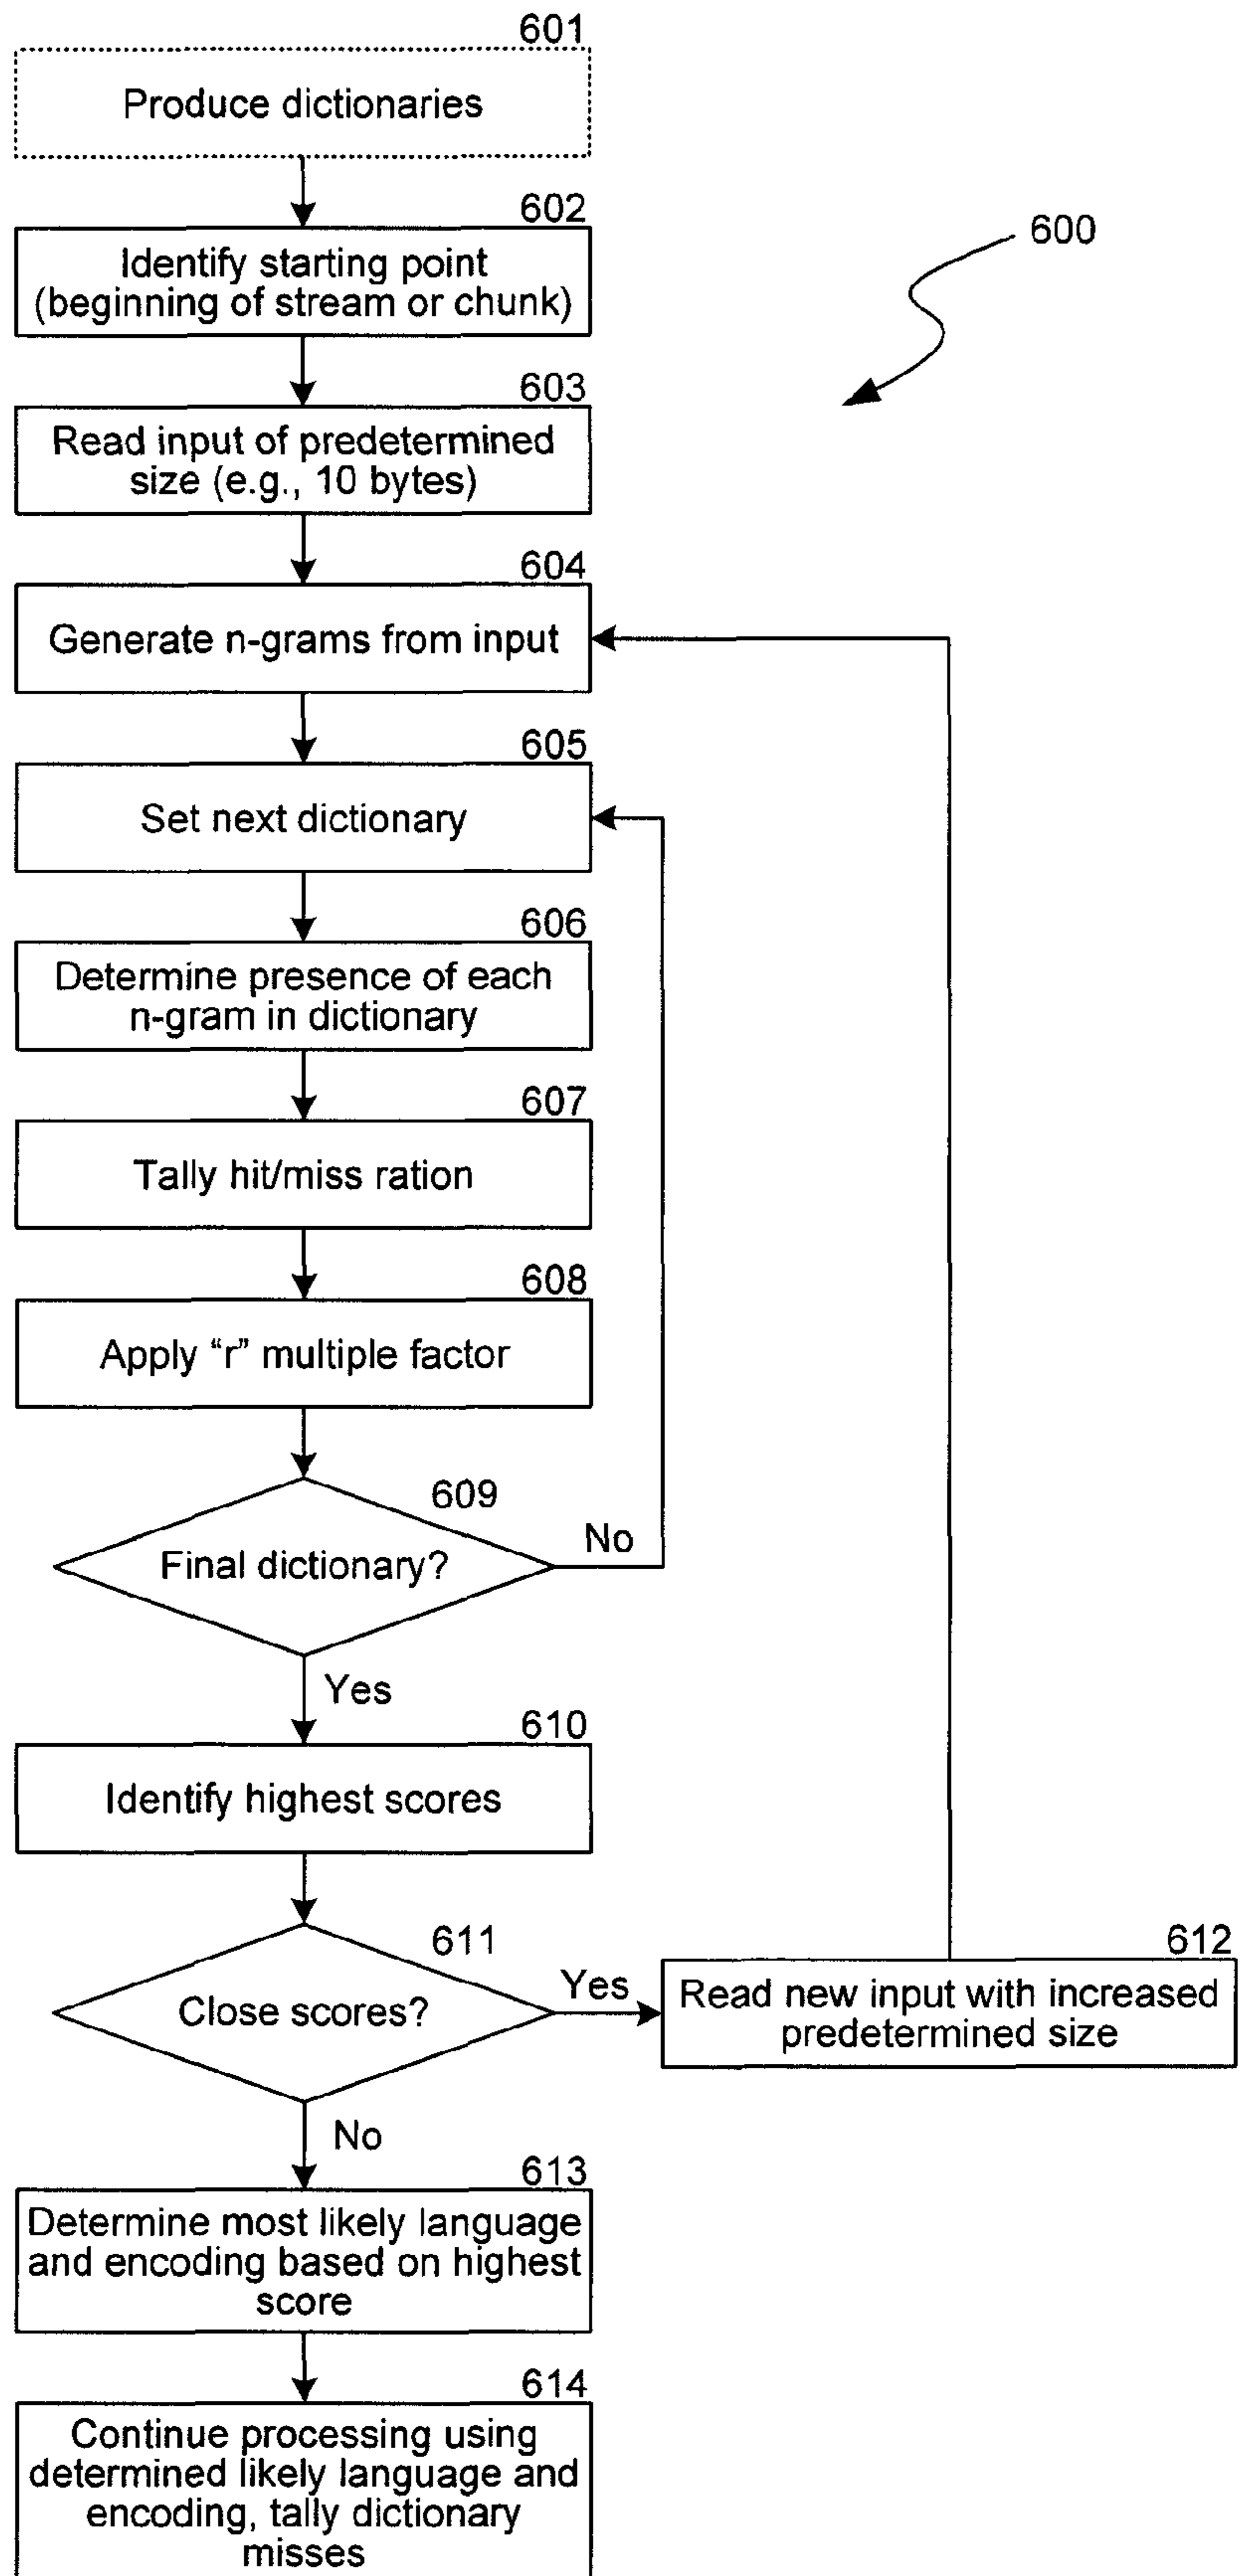 601
Produce dictionaries
602
Identify starting point
(beginning of stream or chunk)
600
603
Read input of predetermined
size (e.g., 10 bytes)
604
Generate n-grams from input
605
Set next dictionary
606
Determine presence of each
n-gram in dictionary
607
Tally hit/miss ration
608
Apply “r” multiple factor
609
Final dictionary?
No
Yes
610
Identify highest scores
611
Close scores?
Yes
612
Read new input with increased
predetermined size
No
613
Determine most likely language
and encoding based on highest
score
614
Continue processing using
determined likely language and
encoding, tally dictionary
misses